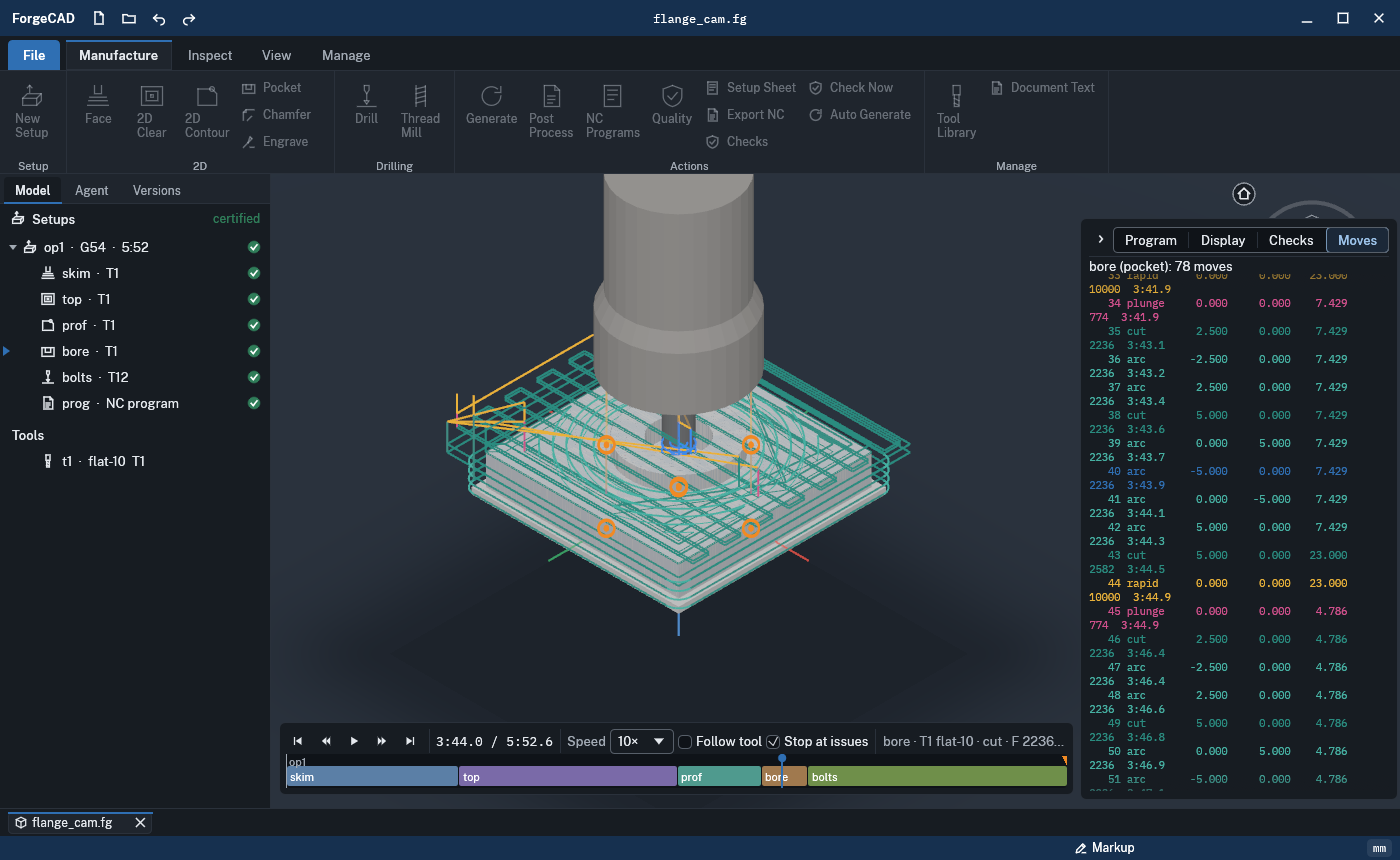 ForgeCAD
flange_cam.fg
File
Manufacture
Inspect
View
Manage
New Setup
Setup
Face
2D Clear
2D Contour
Pocket
Chamfer
Engrave
2D
Drill
Thread Mill
Drilling
Generate
Post Process
NC Programs
Quality
Setup Sheet
Export NC
Checks
Check Now
Auto Generate
Actions
Tool Library
Document Text
Manage
Model
Agent
Versions
Setups
certified
op1 · G54 · 5:52
skim · T1
top · T1
prof · T1
bore · T1
bolts · T12
prog · NC program
Tools
t1 · flat-10 T1
Program
Display
Checks
Moves
bore (pocket): 78 moves
33 rapid 0.000 0.000 23.000
10000 3:41.9
34 plunge 0.000 0.000 7.429
774 3:41.9
35 cut 2.500 0.000 7.429
2236 3:43.1
36 arc -2.500 0.000 7.429
2236 3:43.2
37 arc 2.500 0.000 7.429
2236 3:43.4
38 cut 5.000 0.000 7.429
2236 3:43.6
39 arc 0.000 5.000 7.429
2236 3:43.7
40 arc -5.000 0.000 7.429
2236 3:43.9
41 arc 0.000 -5.000 7.429
2236 3:44.1
42 arc 5.000 0.000 7.429
2236 3:44.3
43 cut 5.000 0.000 23.000
2582 3:44.5
44 rapid 0.000 0.000 23.000
10000 3:44.9
45 plunge 0.000 0.000 4.786
774 3:44.9
46 cut 2.500 0.000 4.786
2236 3:46.4
47 arc -2.500 0.000 4.786
2236 3:46.4
48 arc 2.500 0.000 4.786
2236 3:46.6
49 cut 5.000 0.000 4.786
2236 3:46.8
50 arc 0.000 5.000 4.786
2236 3:46.9
51 arc -5.000 0.000 4.786
3:44.0 / 5:52.6
Speed
10×
Follow tool
Stop at issues
bore · T1 flat-10 · cut · F 2236...
op1
skim
top
prof
bore
bolts
flange_cam.fg
Markup
mm